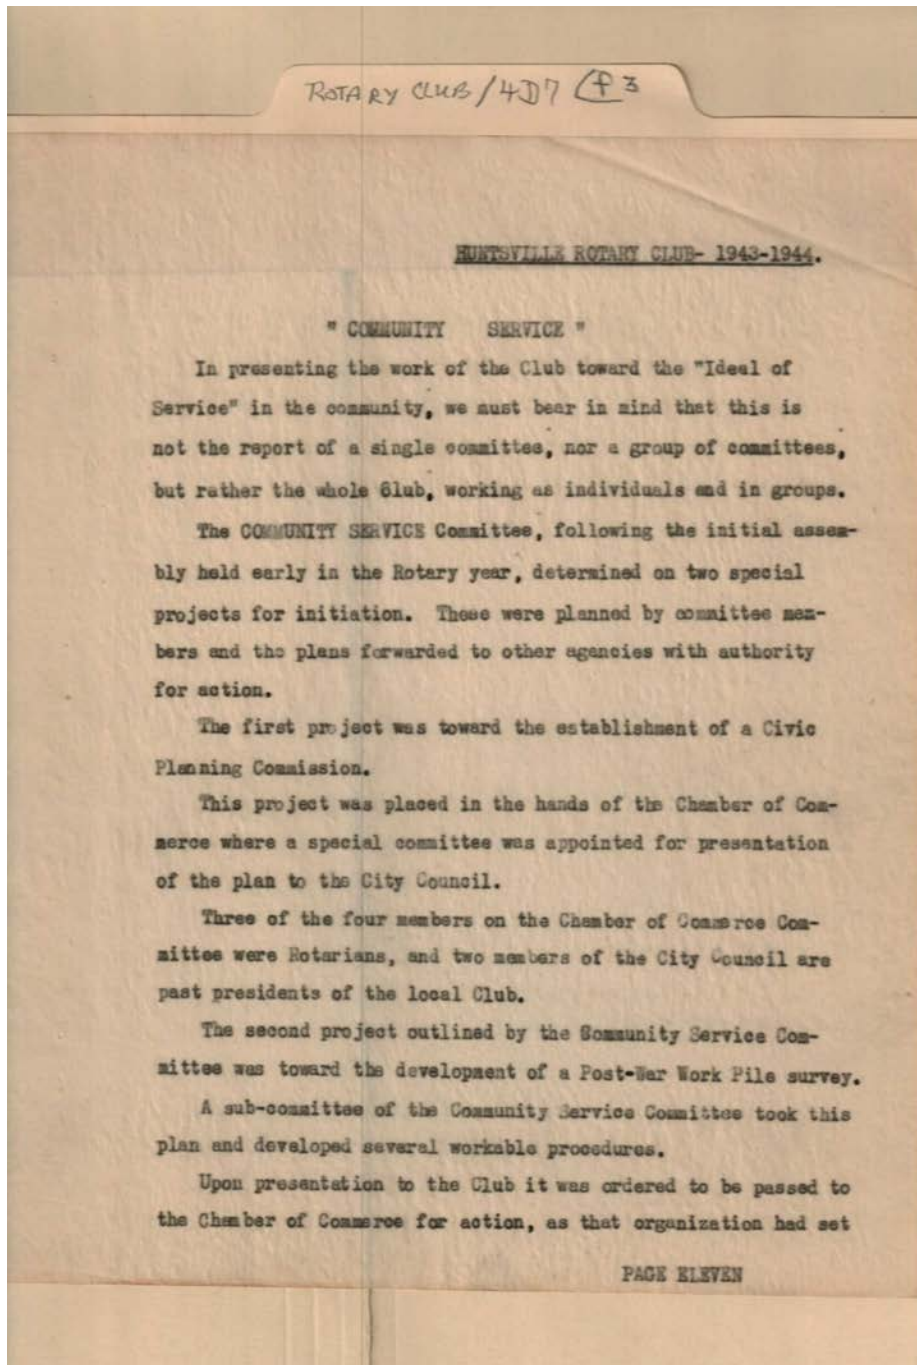 ROTARY CLUB/4D7 f3
HUNTSVILLE ROTARY CLUB- 1943-1944.
" COMMUNITY SERVICE "
In presenting the work of the Club toward the "Ideal of
Service" in the community, we must bear in mind that this is
not the report of a single committee, nor a group of committees,
but rather the whole Club, working as individuals and in groups.
The COMMUNITY SERVICE Committee, following the initial assem-
bly held early in the Rotary year, determined on two special
projects for initiation. These were planned by committee mem-
bers and the plans forwarded to other agencies with authority
for action.
The first project was toward the establishment of a Civic
Planning Commission.
This project was placed in the hands of the Chamber of Com-
merce where a special committee was appointed for presentation
of the plan to the City Council.
Three of the four members on the Chamber of Commerce Com-
mittee were Rotarians, and two members of the City Council are
past presidents of the local Club.
The second project outlined by the Community Service Com-
mittee was toward the development of a Post-War Work Pile survey.
A sub-committee of the Community Service Committee took this
plan and developed several workable procedures.
Upon presentation to the Club it was ordered to be passed to
the Chamber of Commerce for action, as that organization had set
PAGE ELEVEN